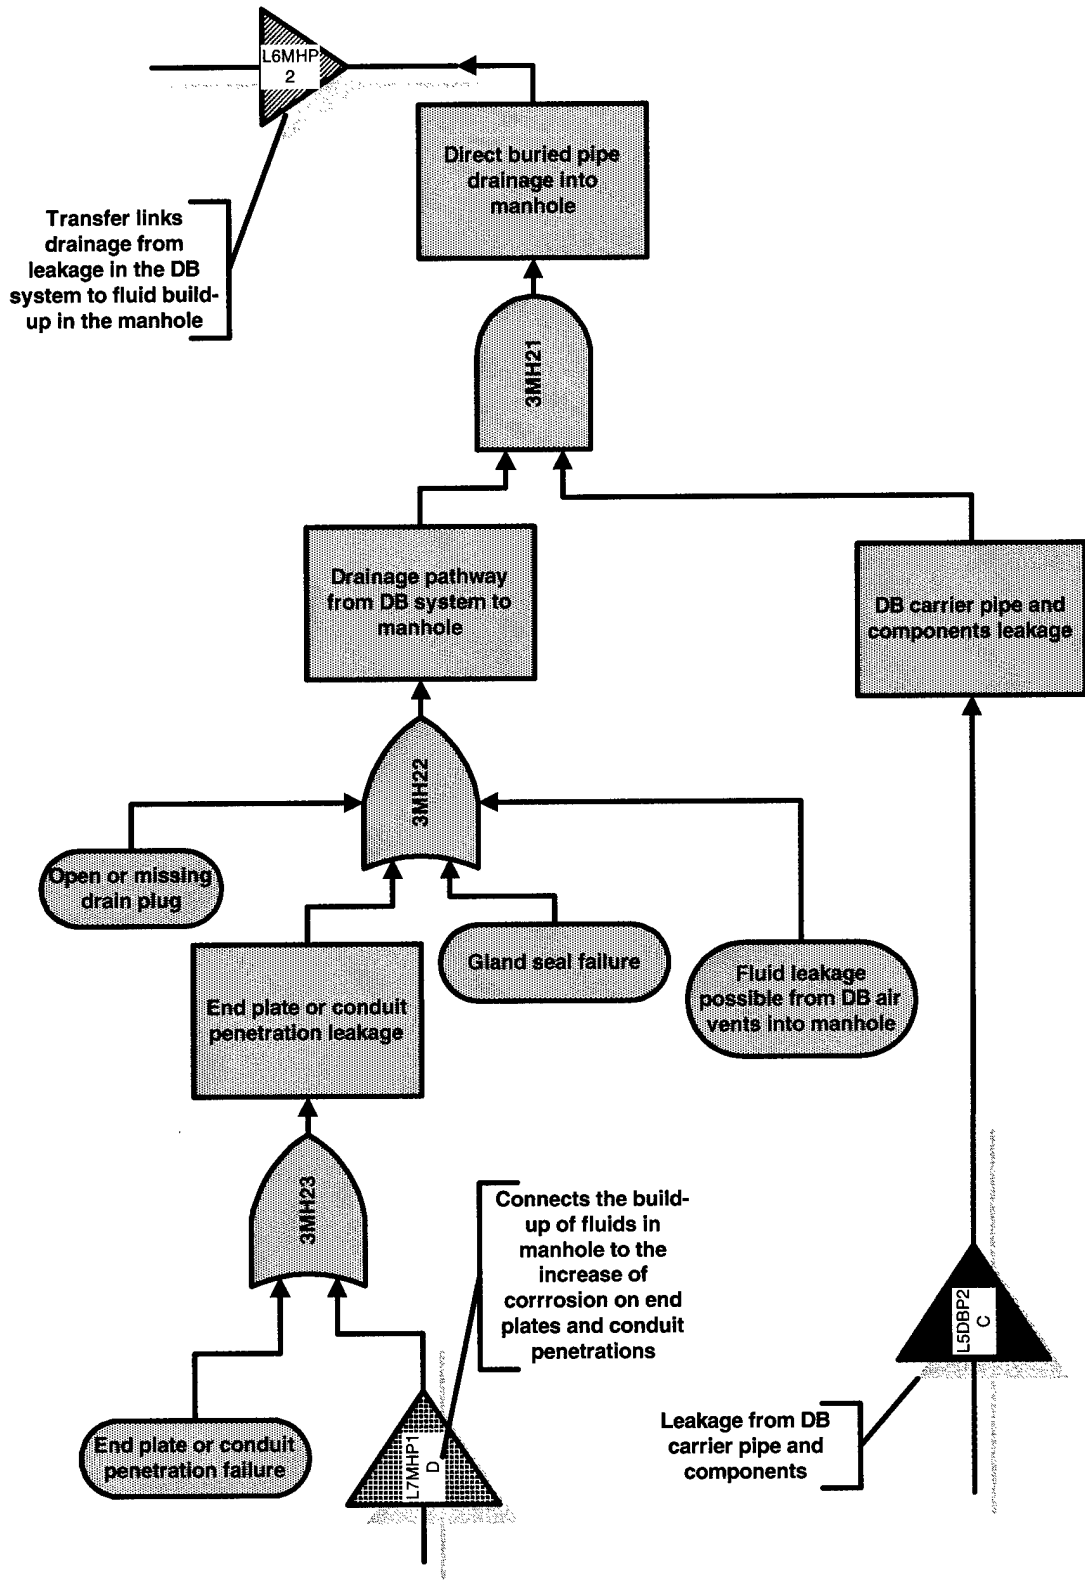 L6MHP
2
Direct buried pipe
drainage into
manhole
Transfer links
drainage from
leakage in the DB
system to fluid build-
up in the manhole
3MH21
Drainage pathway
from DB system to
manhole
DB carrier pipe and
components leakage
3MH22
Open or missing
drain plug
Gland seal failure
Fluid leakage
possible from DB air
vents into manhole
End plate or conduit
penetration leakage
3MH23
Connects the build-
up of fluids in
manhole to the
increase of
corrrosion on end
plates and conduit
penetrations
L5DBP2
C
End plate or conduit
penetration failure
L7MHP1
D
Leakage from DB
carrier pipe and
components